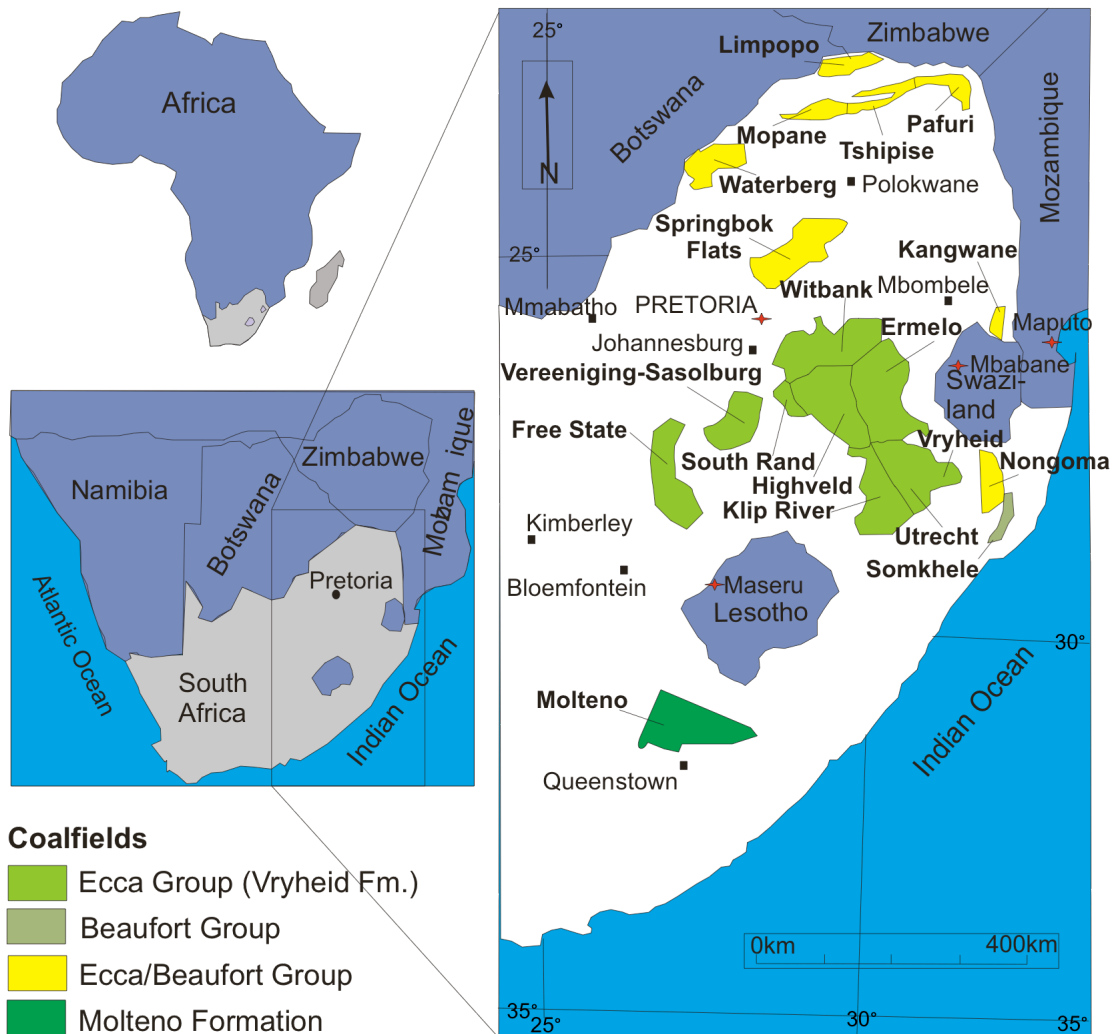 Africa
Namibia
Botswana
Zimbabwe
Mozam ique
Pretoria
South
Africa
Atlantic Ocean
Indian Ocean
Coalfields
Ecca Group (Vryheid Fm.)
Beaufort Group
Ecca/Beaufort Group
Molteno Formation
25°
Zimbabwe
Limpopo
Botswana
N
Mopane
Tshipise
Pafuri
Mozambique
Waterberg
Polokwane
Springbok
Flats
25°
Kangwane
Mbombele
Witbank
Mmabatho
PRETORIA
Ermelo
Maputo
Johannesburg
Mbabane
Vereeniging-Sasolburg
Swazi-
land
Free State
Vryheid
South Rand
Nongoma
Highveld
Klip River
Kimberley
Utrecht
Somkhele
Bloemfontein
Maseru
Lesotho
30°
Molteno
Indian Ocean
Queenstown
0km
400km
35°
25°
30°
35°